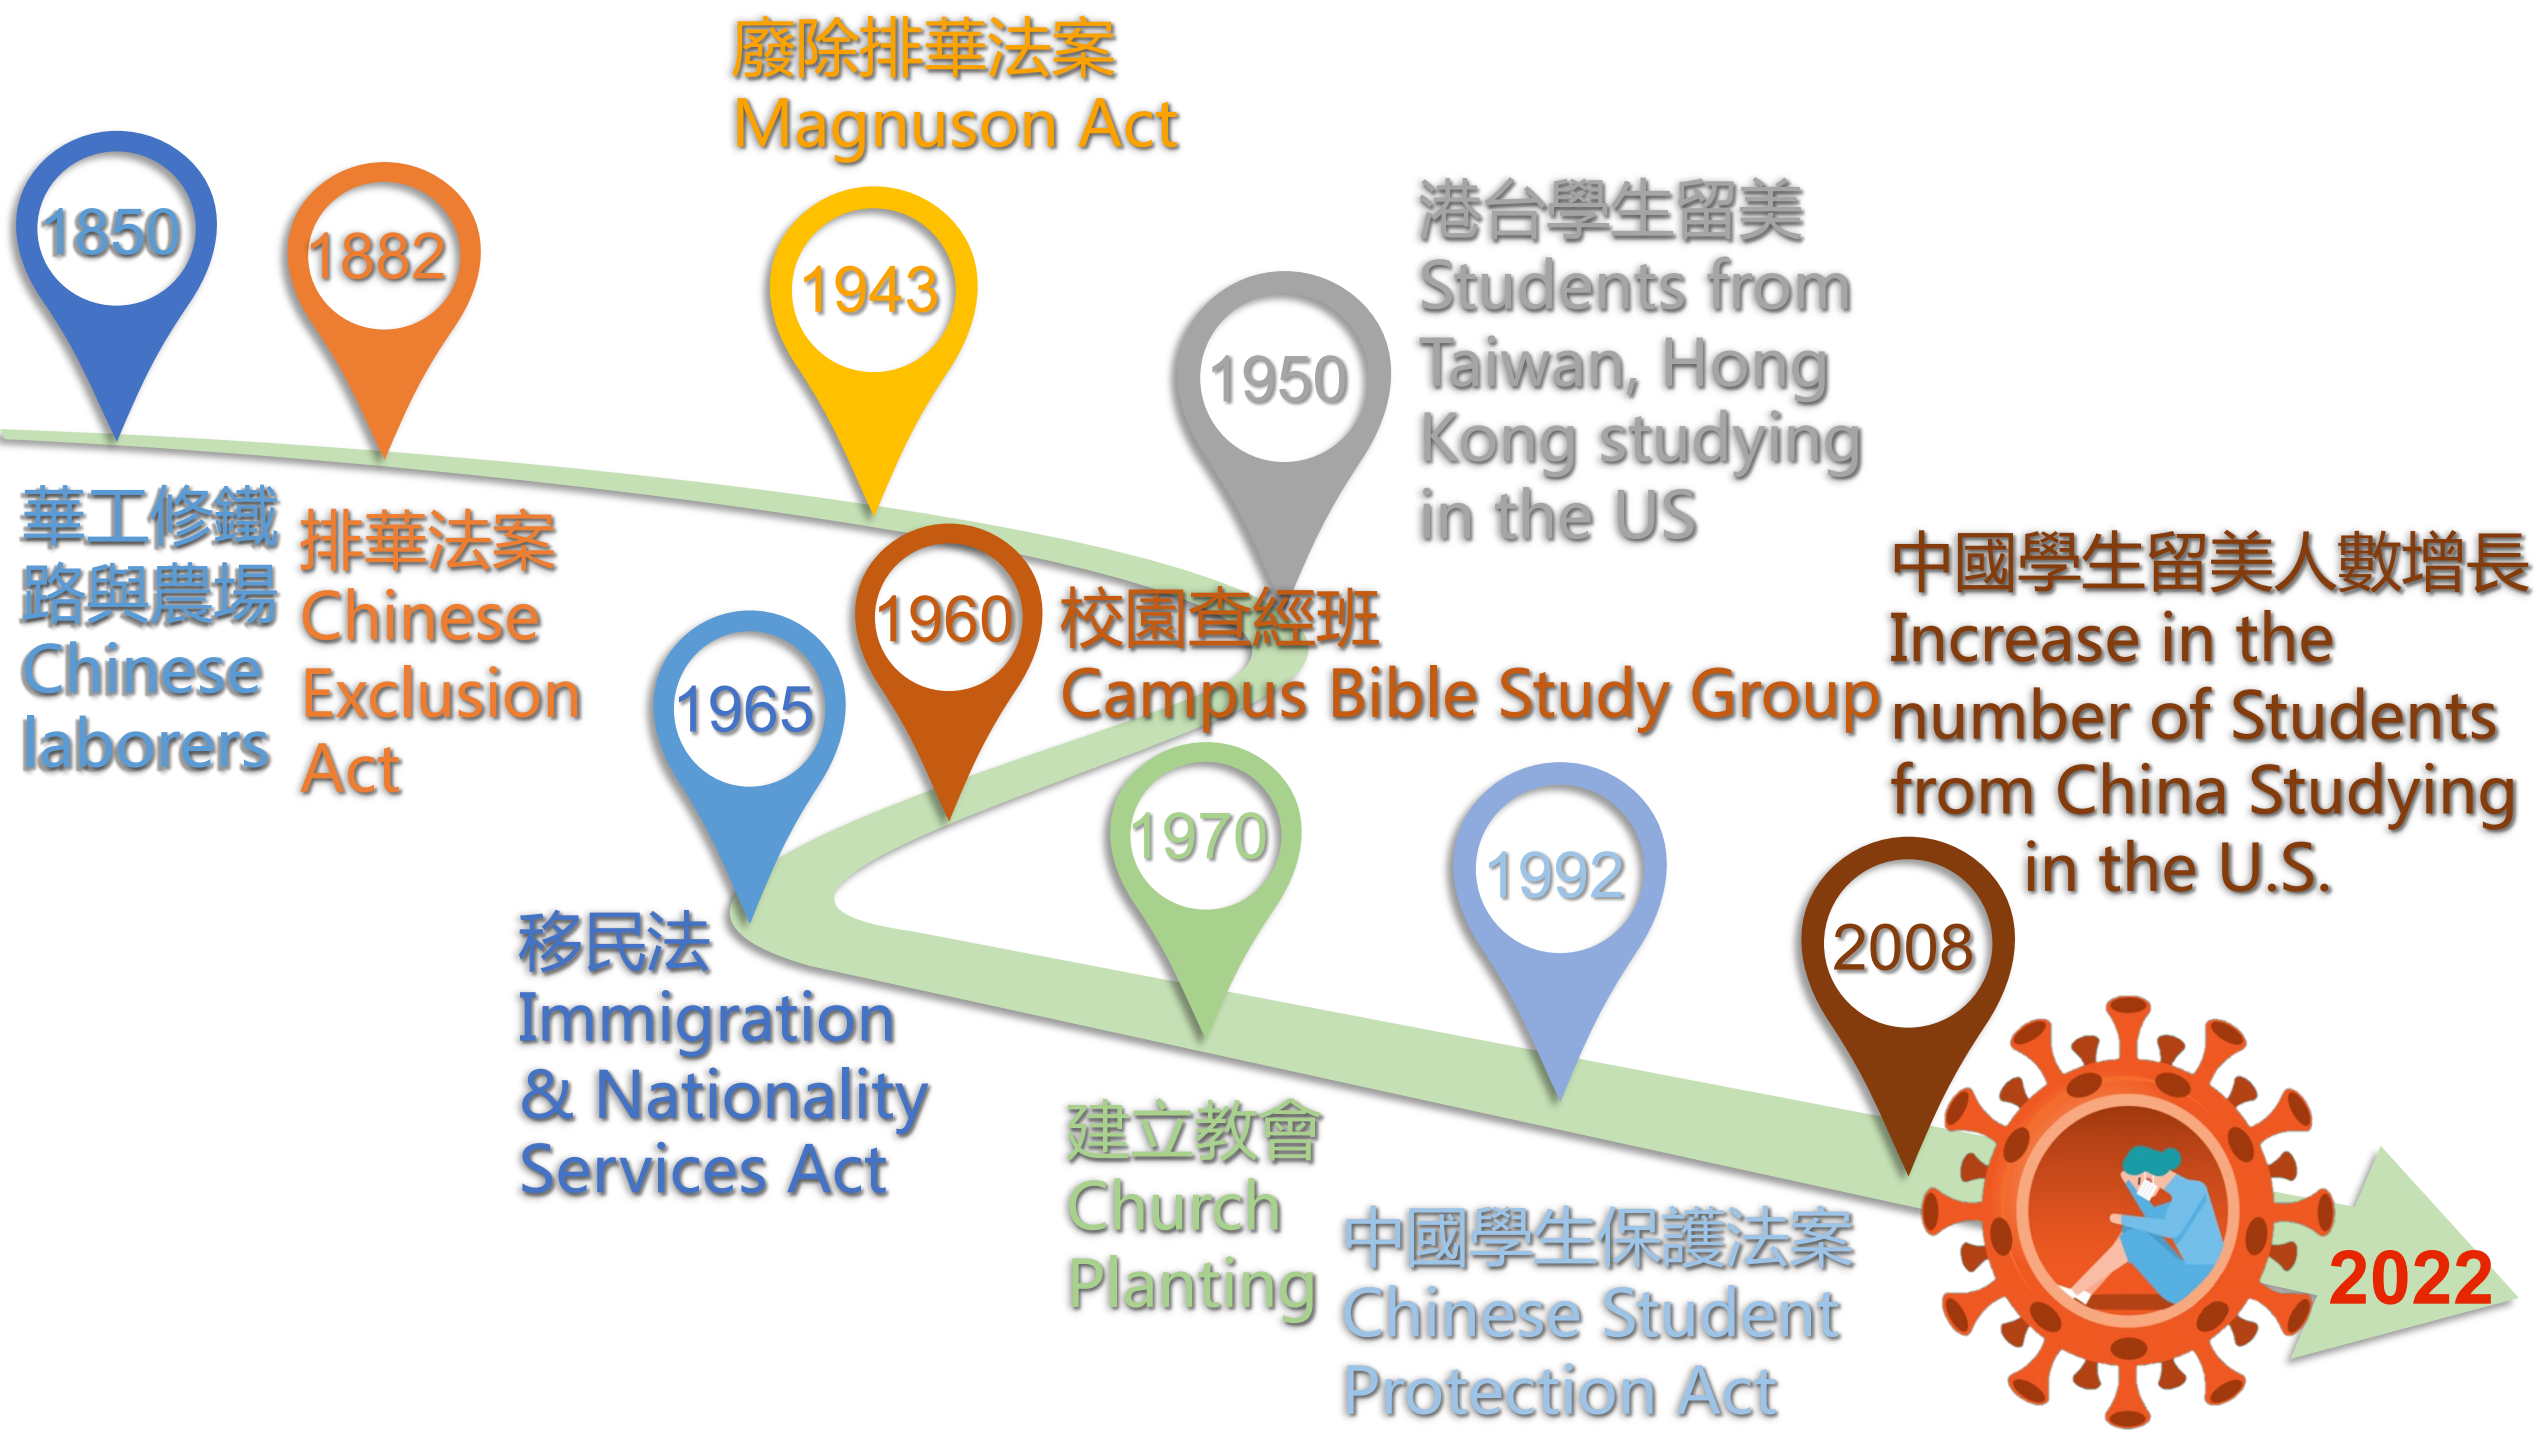 1850
華工修鐵
路與農場
Chinese
laborers
1882
排華法案
Chinese
Exclusion
Act
廢除排華法案
Magnuson Act
1943
1950
港台學生留美
Students from
Taiwan, Hong
Kong studying
in the US
1960
校園查經班
Campus Bible Study Group
1965
移民法
Immigration
& Nationality
Services Act
1970
建立教會
Church
Planting
1992
中國學生保護法案
Chinese Student
Protection Act
中國學生留美人數增長
Increase in the
number of Students
from China Studying
in the U.S.
2008
2022